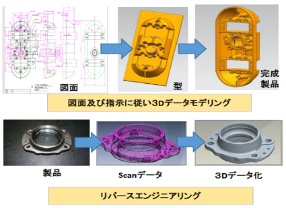 図面
型
完成
製品
図面及び指示に従い3Dデータモデリング
製品
Scanデータ
3Dデータ化
リバースエンジニアリング